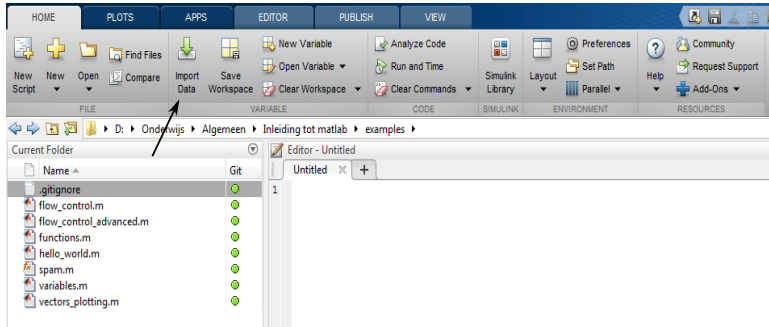 HOME PLOTS APPS EDITOR PUBLISH VIEW
New Script
New
Open
Find Files
Compare
Import Data
Save Workspace
New Variable
Open Variable
Clear Workspace
Analyze Code
Run and Time
Clear Commands
Simulink Library
Layout
Preferences
Set Path
Parallel
Help
Community
Request Support
Add-Ons
FILE VARIABLE CODE SIMULINK ENVIRONMENT RESOURCES
D: Onderwijs Algemeen Inleiding tot matlab examples
Current Folder
Name Git
.gitignore
flow_control.m
flow_control_advanced.m
functions.m
hello_world.m
spam.m
variables.m
vectors_plotting.m
Editor - Untitled
Untitled × +
1